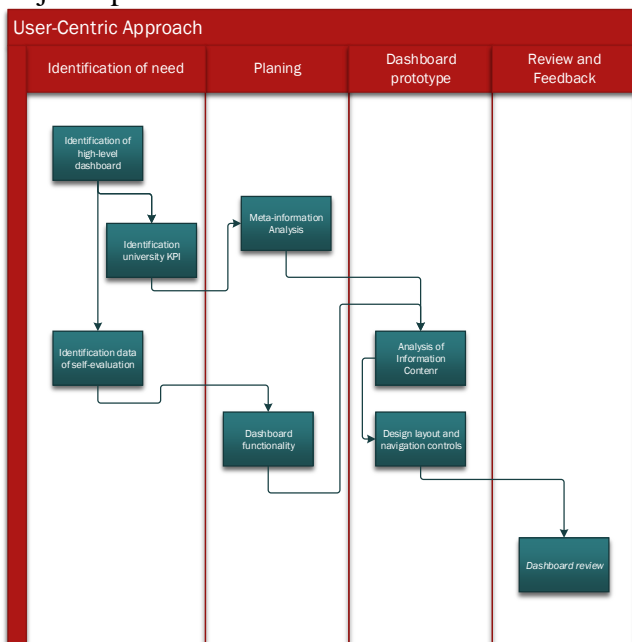 User-Centric Approach
Identification of need
Planing
Dashboard
prototype
Review and
Feedback
Identification of
high-level
dashboard
Identification
university KPI
Meta-information
Analysis
Identification data
of self-evaluation
Analysis of
Information
Contenr
Dashboard
functionality
Design layout and
navigation controls
Dashboard review